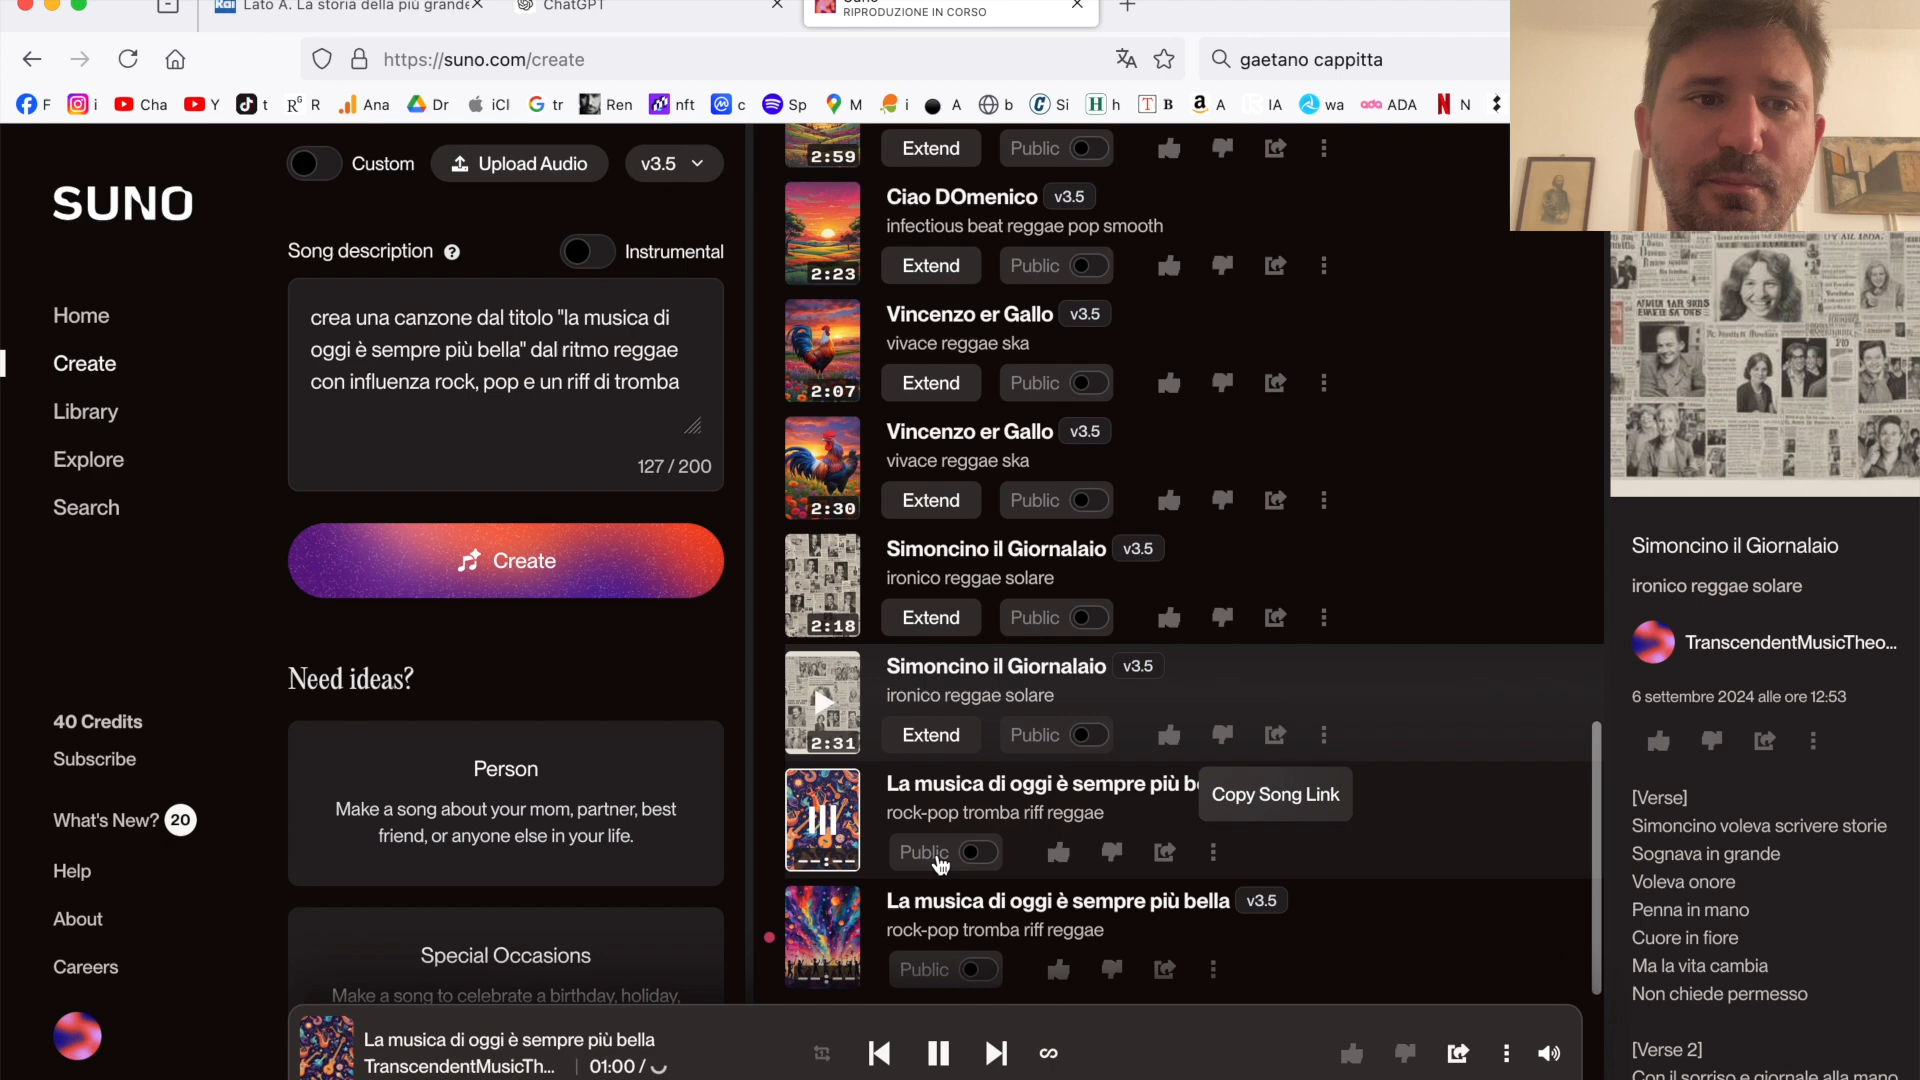 Lato A. La storia della più grande
ChatGPT
Suno
RIPRODUZIONE IN CORSO
https://suno.com/create
gaetano cappitta
F
i
Cha
Y
t
R⁶ R
Ana
Dr
iCl
G tr
Ren
nft
c
Sp
M
i
A
b
Si
H h
T B
a A
IA
wa
ada ADA
N N
SUNO
Home
Create
Library
Explore
Search
40 Credits
Subscribe
What's New? 20
Help
About
Careers
Custom
Upload Audio
v3.5
Song description ?
Instrumental
crea una canzone dal titolo "la musica di
oggi è sempre più bella" dal ritmo reggae
con influenza rock, pop e un riff di tromba
127 / 200
Create
Need ideas?
Person
Make a song about your mom, partner, best
friend, or anyone else in your life.
Special Occasions
Make a song to celebrate a birthday, holiday,
2:59
Extend
Public
Ciao DOmenico v3.5
infectious beat reggae pop smooth
2:23
Extend
Public
Vincenzo er Gallo v3.5
vivace reggae ska
2:07
Extend
Public
Vincenzo er Gallo v3.5
vivace reggae ska
2:30
Extend
Public
Simoncino il Giornalaio v3.5
ironico reggae solare
2:18
Extend
Public
Simoncino il Giornalaio v3.5
ironico reggae solare
2:31
Extend
Public
La musica di oggi è sempre più be
Copy Song Link
rock-pop tromba riff reggae
--:--
Public
La musica di oggi è sempre più bella v3.5
rock-pop tromba riff reggae
--:--
Public
Simoncino il Giornalaio
ironico reggae solare
TranscendentMusicTheo...
6 settembre 2024 alle ore 12:53
[Verse]
Simoncino voleva scrivere storie
Sognava in grande
Voleva onore
Penna in mano
Cuore in fiore
Ma la vita cambia
Non chiede permesso
[Verse 2]
Con il sorriso e giornale alla mano
La musica di oggi è sempre più bella
TranscendentMusicTh...
01:00 /